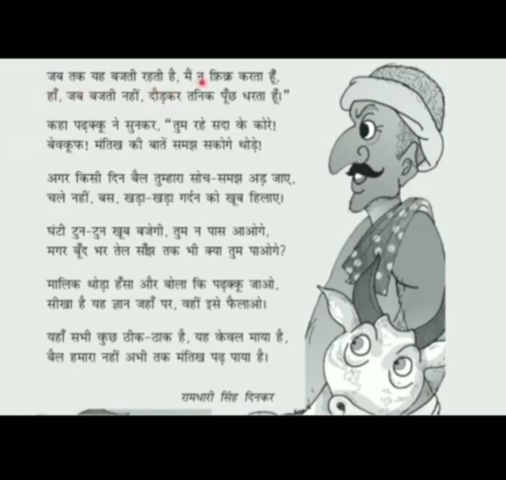 जब तक यह बजती रहती है, मैं न फ़िक्र करता हूँ,
हाँ, जब बजती नहीं, दौड़कर तनिक पूँछ धरता हूँ।”
कहा पढ़क्कू ने सुनकर, “तुम रहे सदा के कोरे!
बेवकूफ़! मंतिख की बातें समझ सकोगे थोड़े!
अगर किसी दिन बैल तुम्हारा सोच-समझ अड़ जाए,
चले नहीं, बस, खड़ा-खड़ा गर्दन को खूब हिलाए।
घंटी टुन-टुन खूब बजेगी, तुम न पास आओगे,
मगर बूँद भर तेल साँझ तक भी क्या तुम पाओगे?
मालिक थोड़ा हँसा और बोला कि पढ़क्कू जाओ,
सीखा है यह ज्ञान जहाँ पर, वहीं इसे फैलाओ।
यहाँ सभी कुछ ठीक-ठाक है, यह केवल माया है,
बैल हमारा नहीं अभी तक मंतिख पढ़ पाया है।
रामधारी सिंह दिनकर